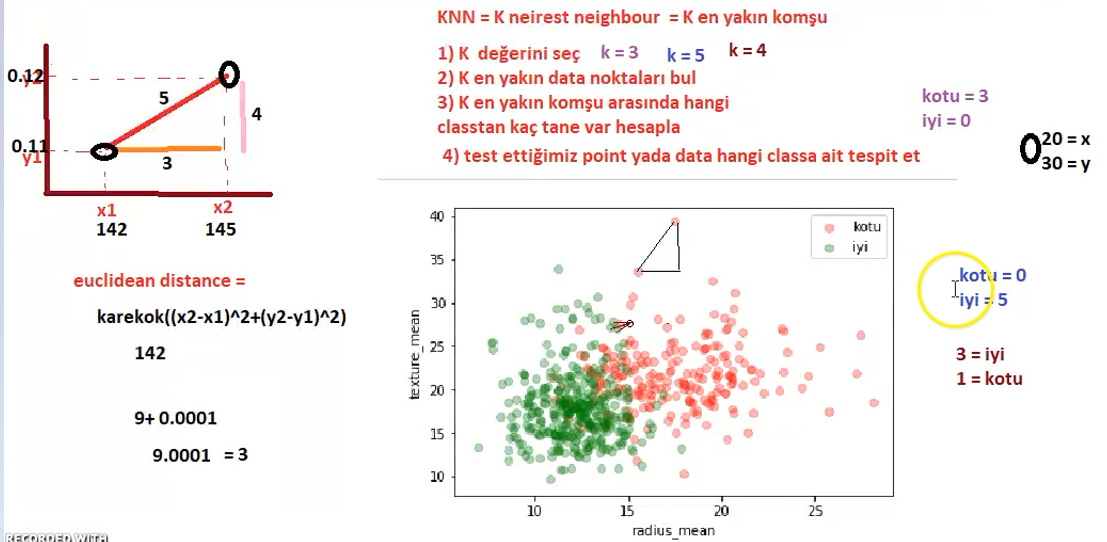 KNN = K neirest neighbour = K en yakın komşu
1) K değerini seç k = 3 k = 5 k = 4
2) K en yakın data noktaları bul
3) K en yakın komşu arasında hangi
classtan kaç tane var hesapla
4) test ettiğimiz point yada data hangi classa ait tespit et
0.12
y2
5
4
0.11
y1
3
x1
x2
142
145
euclidean distance =
karekok((x2-x1)^2+(y2-y1)^2)
142
9+ 0.0001
9.0001 = 3
kotu = 3
iyi = 0
20 = x
30 = y
kotu = 0
iyi = 5
3 = iyi
1 = kotu
kotu
iyi
40
35
30
25
20
15
10
texture_mean
10
15
20
25
radius_mean
RECORDED WITH